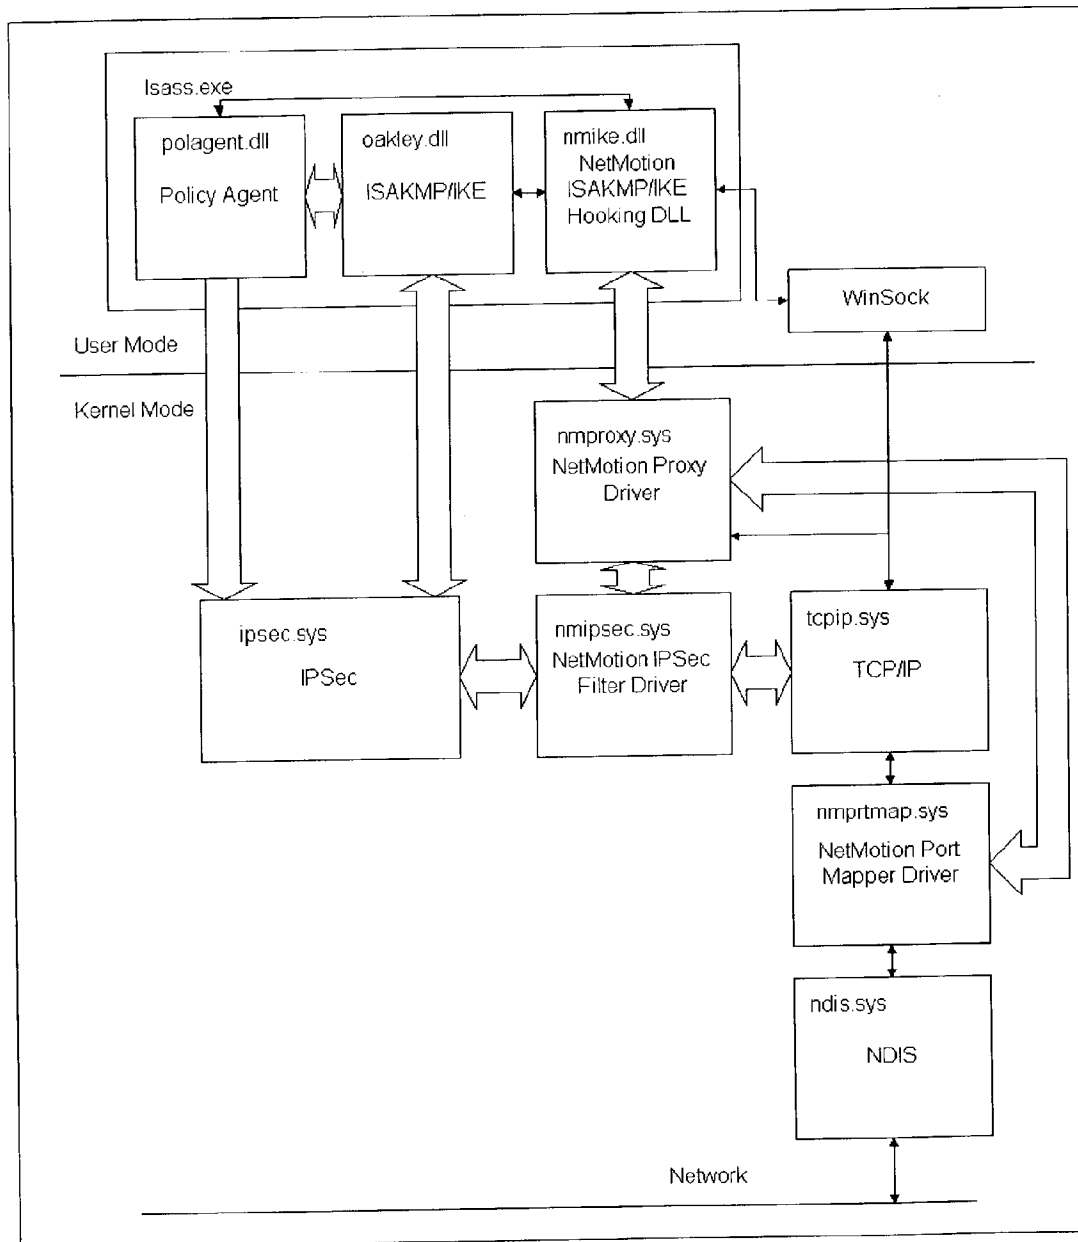 lsass.exe
polagent.dll
Policy Agent
oakley.dll
ISAKMP/IKE
nmike.dll
NetMotion
ISAKMP/IKE
Hooking DLL
WinSock
User Mode
Kernel Mode
nmproxy.sys
NetMotion Proxy
Driver
ipsec.sys
IPSec
nmipsec.sys
NetMotion IPSec
Filter Driver
tcpip.sys
TCP/IP
nmprtmap.sys
NetMotion Port
Mapper Driver
ndis.sys
NDIS
Network